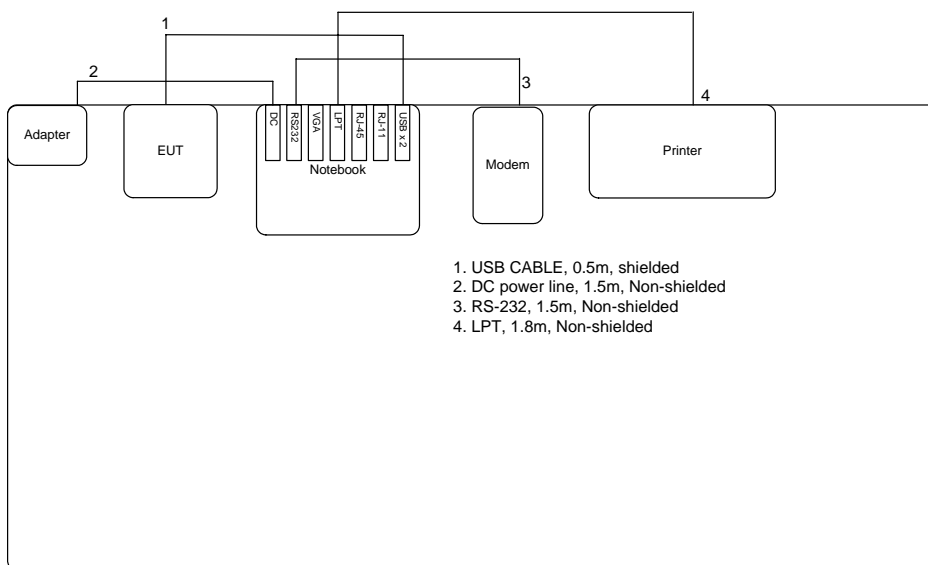 1
2
3
4
Adapter
EUT
DC
RS232
VGA
LPT
RJ-45
RJ-11
USB x 2
Notebook
Modem
Printer
1. USB CABLE, 0.5m, shielded
2. DC power line, 1.5m, Non-shielded
3. RS-232, 1.5m, Non-shielded
4. LPT, 1.8m, Non-shielded